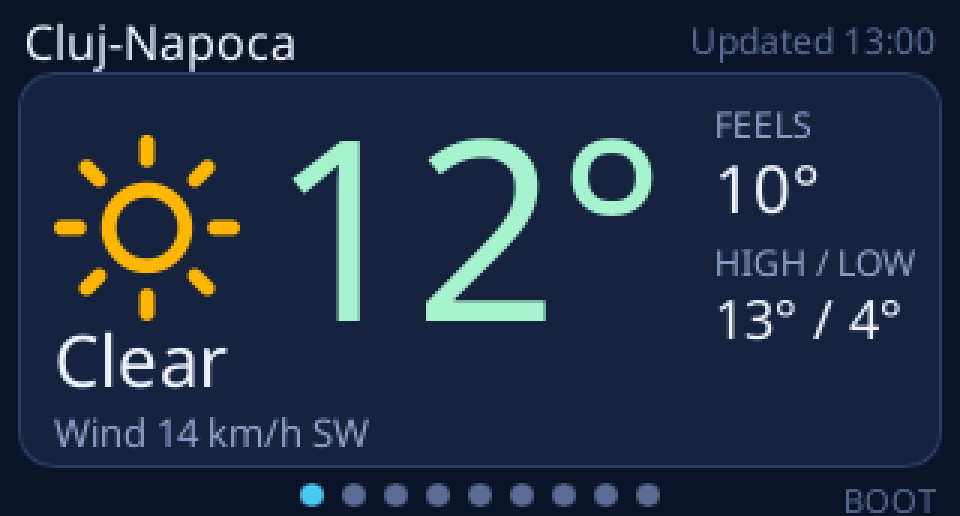 Cluj-Napoca
Updated 13:00
FEELS
12°
10°
HIGH / LOW
13° / 4°
Clear
Wind 14 km/h SW
BOOT